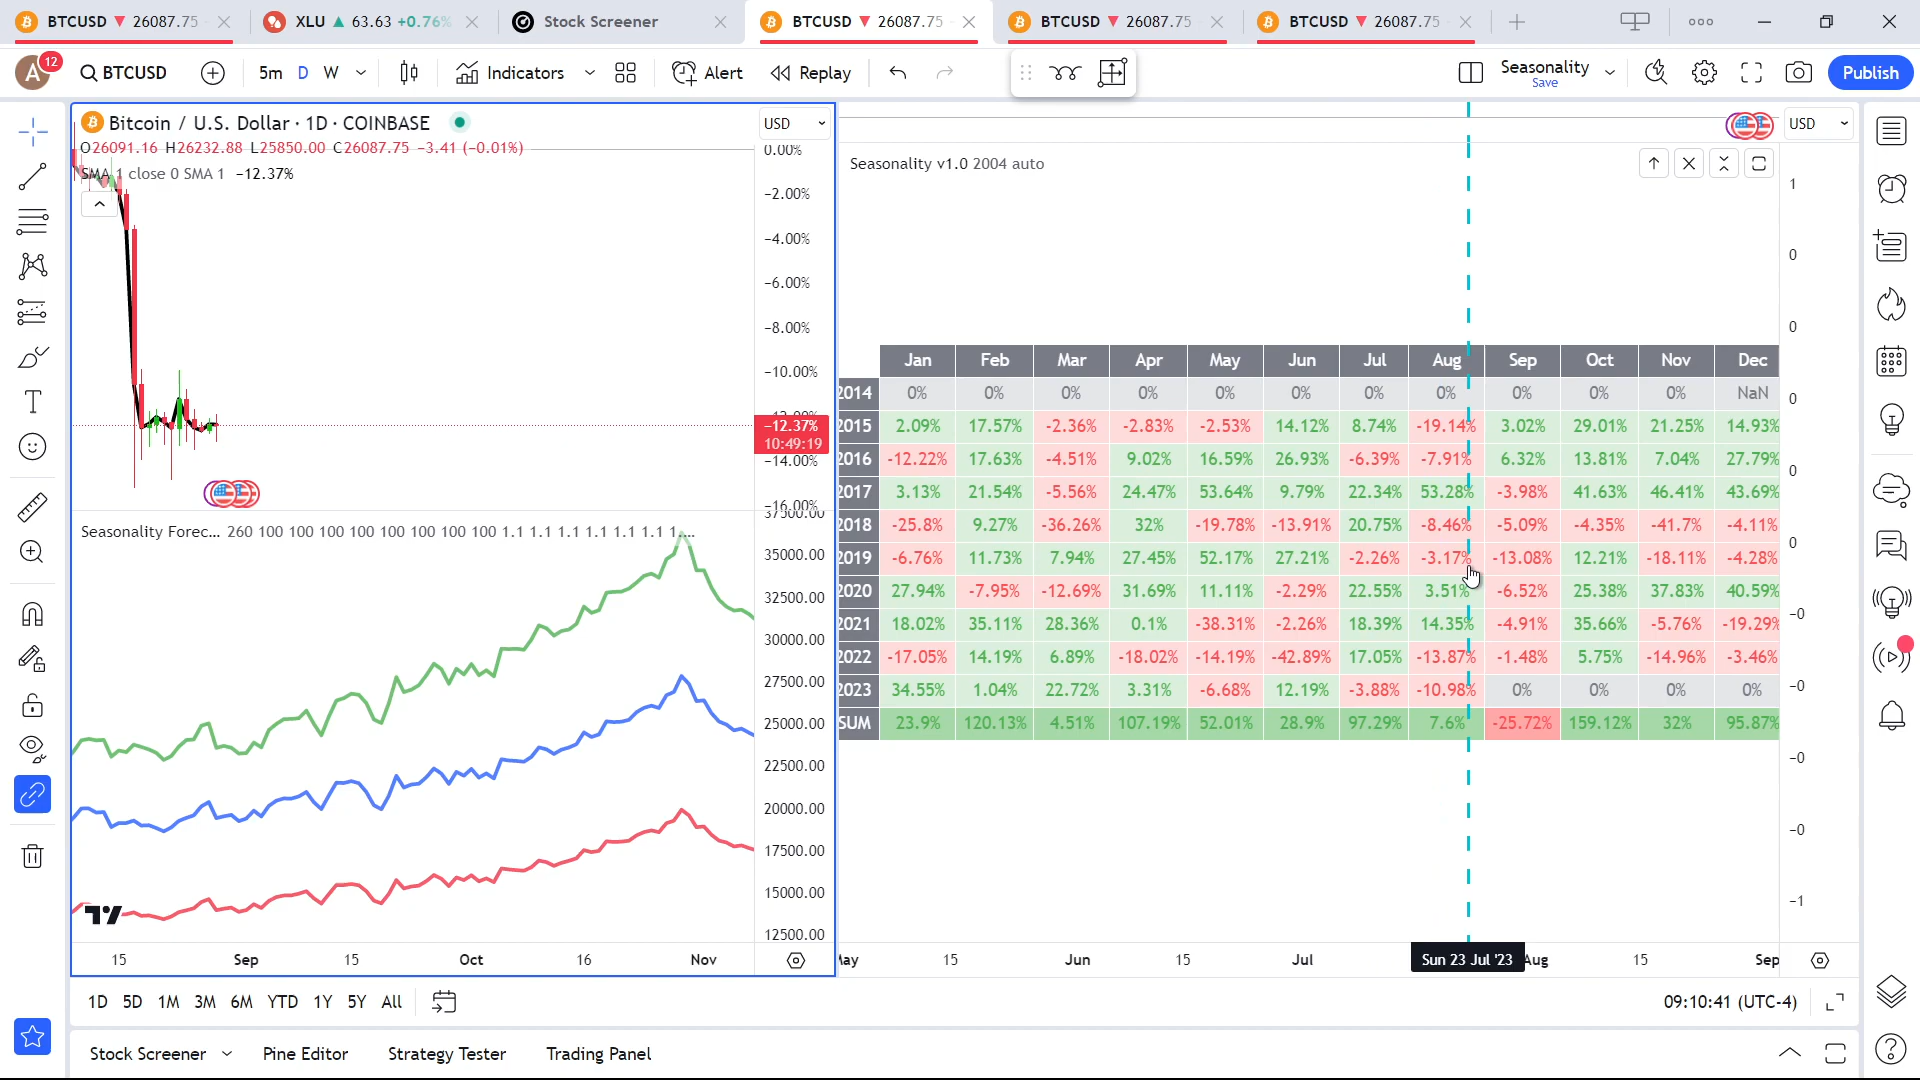 BTCUSD ▼ 26087.75 -
XLU ▲ 63.63 +0.76%
Stock Screener
BTCUSD ▼ 26087.75 -
BTCUSD ▼ 26087.75 -
BTCUSD ▼ 26087.75 -
A 12
BTCUSD
5m D W
Indicators
Alert
Replay
Seasonality
Save
Publish
Bitcoin / U.S. Dollar · 1D · COINBASE
USD
O26091.16 H26232.88 L25850.00 C26087.75 −3.41 (−0.01%)
SMA 1 close 0 SMA 1 −12.37%
0.00%
−2.00%
−4.00%
−6.00%
−8.00%
−10.00%
−12.00%
−12.37%
10:49:19
−14.00%
−16.00%
Seasonality Forec... 260 100 100 100 100 100 100 100 100 100 1.1 1.1 1.1 1.1 1.1 1....
37500.00
35000.00
32500.00
30000.00
27500.00
25000.00
22500.00
20000.00
17500.00
15000.00
12500.00
15 Sep 15 Oct 16 Nov
USD
Seasonality v1.0 2004 auto
Jan Feb Mar Apr May Jun Jul Aug Sep Oct Nov Dec
2014 0% 0% 0% 0% 0% 0% 0% 0% 0% 0% 0% NaN
2015 2.09% 17.57% -2.36% -2.83% -2.53% 14.12% 8.74% -19.14% 3.02% 29.01% 21.25% 14.93%
2016 -12.22% 17.63% -4.51% 9.02% 16.59% 26.93% -6.39% -7.91% 6.32% 13.81% 7.04% 27.79%
2017 3.13% 21.54% -5.56% 24.47% 53.64% 9.79% 22.34% 53.28% -3.98% 41.63% 46.41% 43.69%
2018 -25.8% 9.27% -36.26% 32% -19.78% -13.91% 20.75% -8.46% -5.09% -4.35% -41.7% -4.11%
2019 -6.76% 11.73% 7.94% 27.45% 52.17% 27.21% -2.26% -3.17% -13.08% 12.21% -18.11% -4.28%
2020 27.94% -7.95% -12.69% 31.69% 11.11% -2.29% 22.55% 3.51% -6.52% 25.38% 37.83% 40.59%
2021 18.02% 35.11% 28.36% 0.1% -38.31% -2.26% 18.39% 14.35% -4.91% 35.66% -5.76% -19.29%
2022 -17.05% 14.19% 6.89% -18.02% -14.19% -42.89% 17.05% -13.87% -1.48% 5.75% -14.96% -3.46%
2023 34.55% 1.04% 22.72% 3.31% -6.68% 12.19% -3.88% -10.98% 0% 0% 0% 0%
SUM 23.9% 120.13% 4.51% 107.19% 52.01% 28.9% 97.29% 7.6% -25.72% 159.12% 32% 95.87%
1
0
0
0
0
0
−0
−0
−0
−0
−1
May 15 Jun 15 Jul Sun 23 Jul '23 Aug 15 Sep
1D 5D 1M 3M 6M YTD 1Y 5Y All
09:10:41 (UTC-4)
Stock Screener
Pine Editor
Strategy Tester
Trading Panel